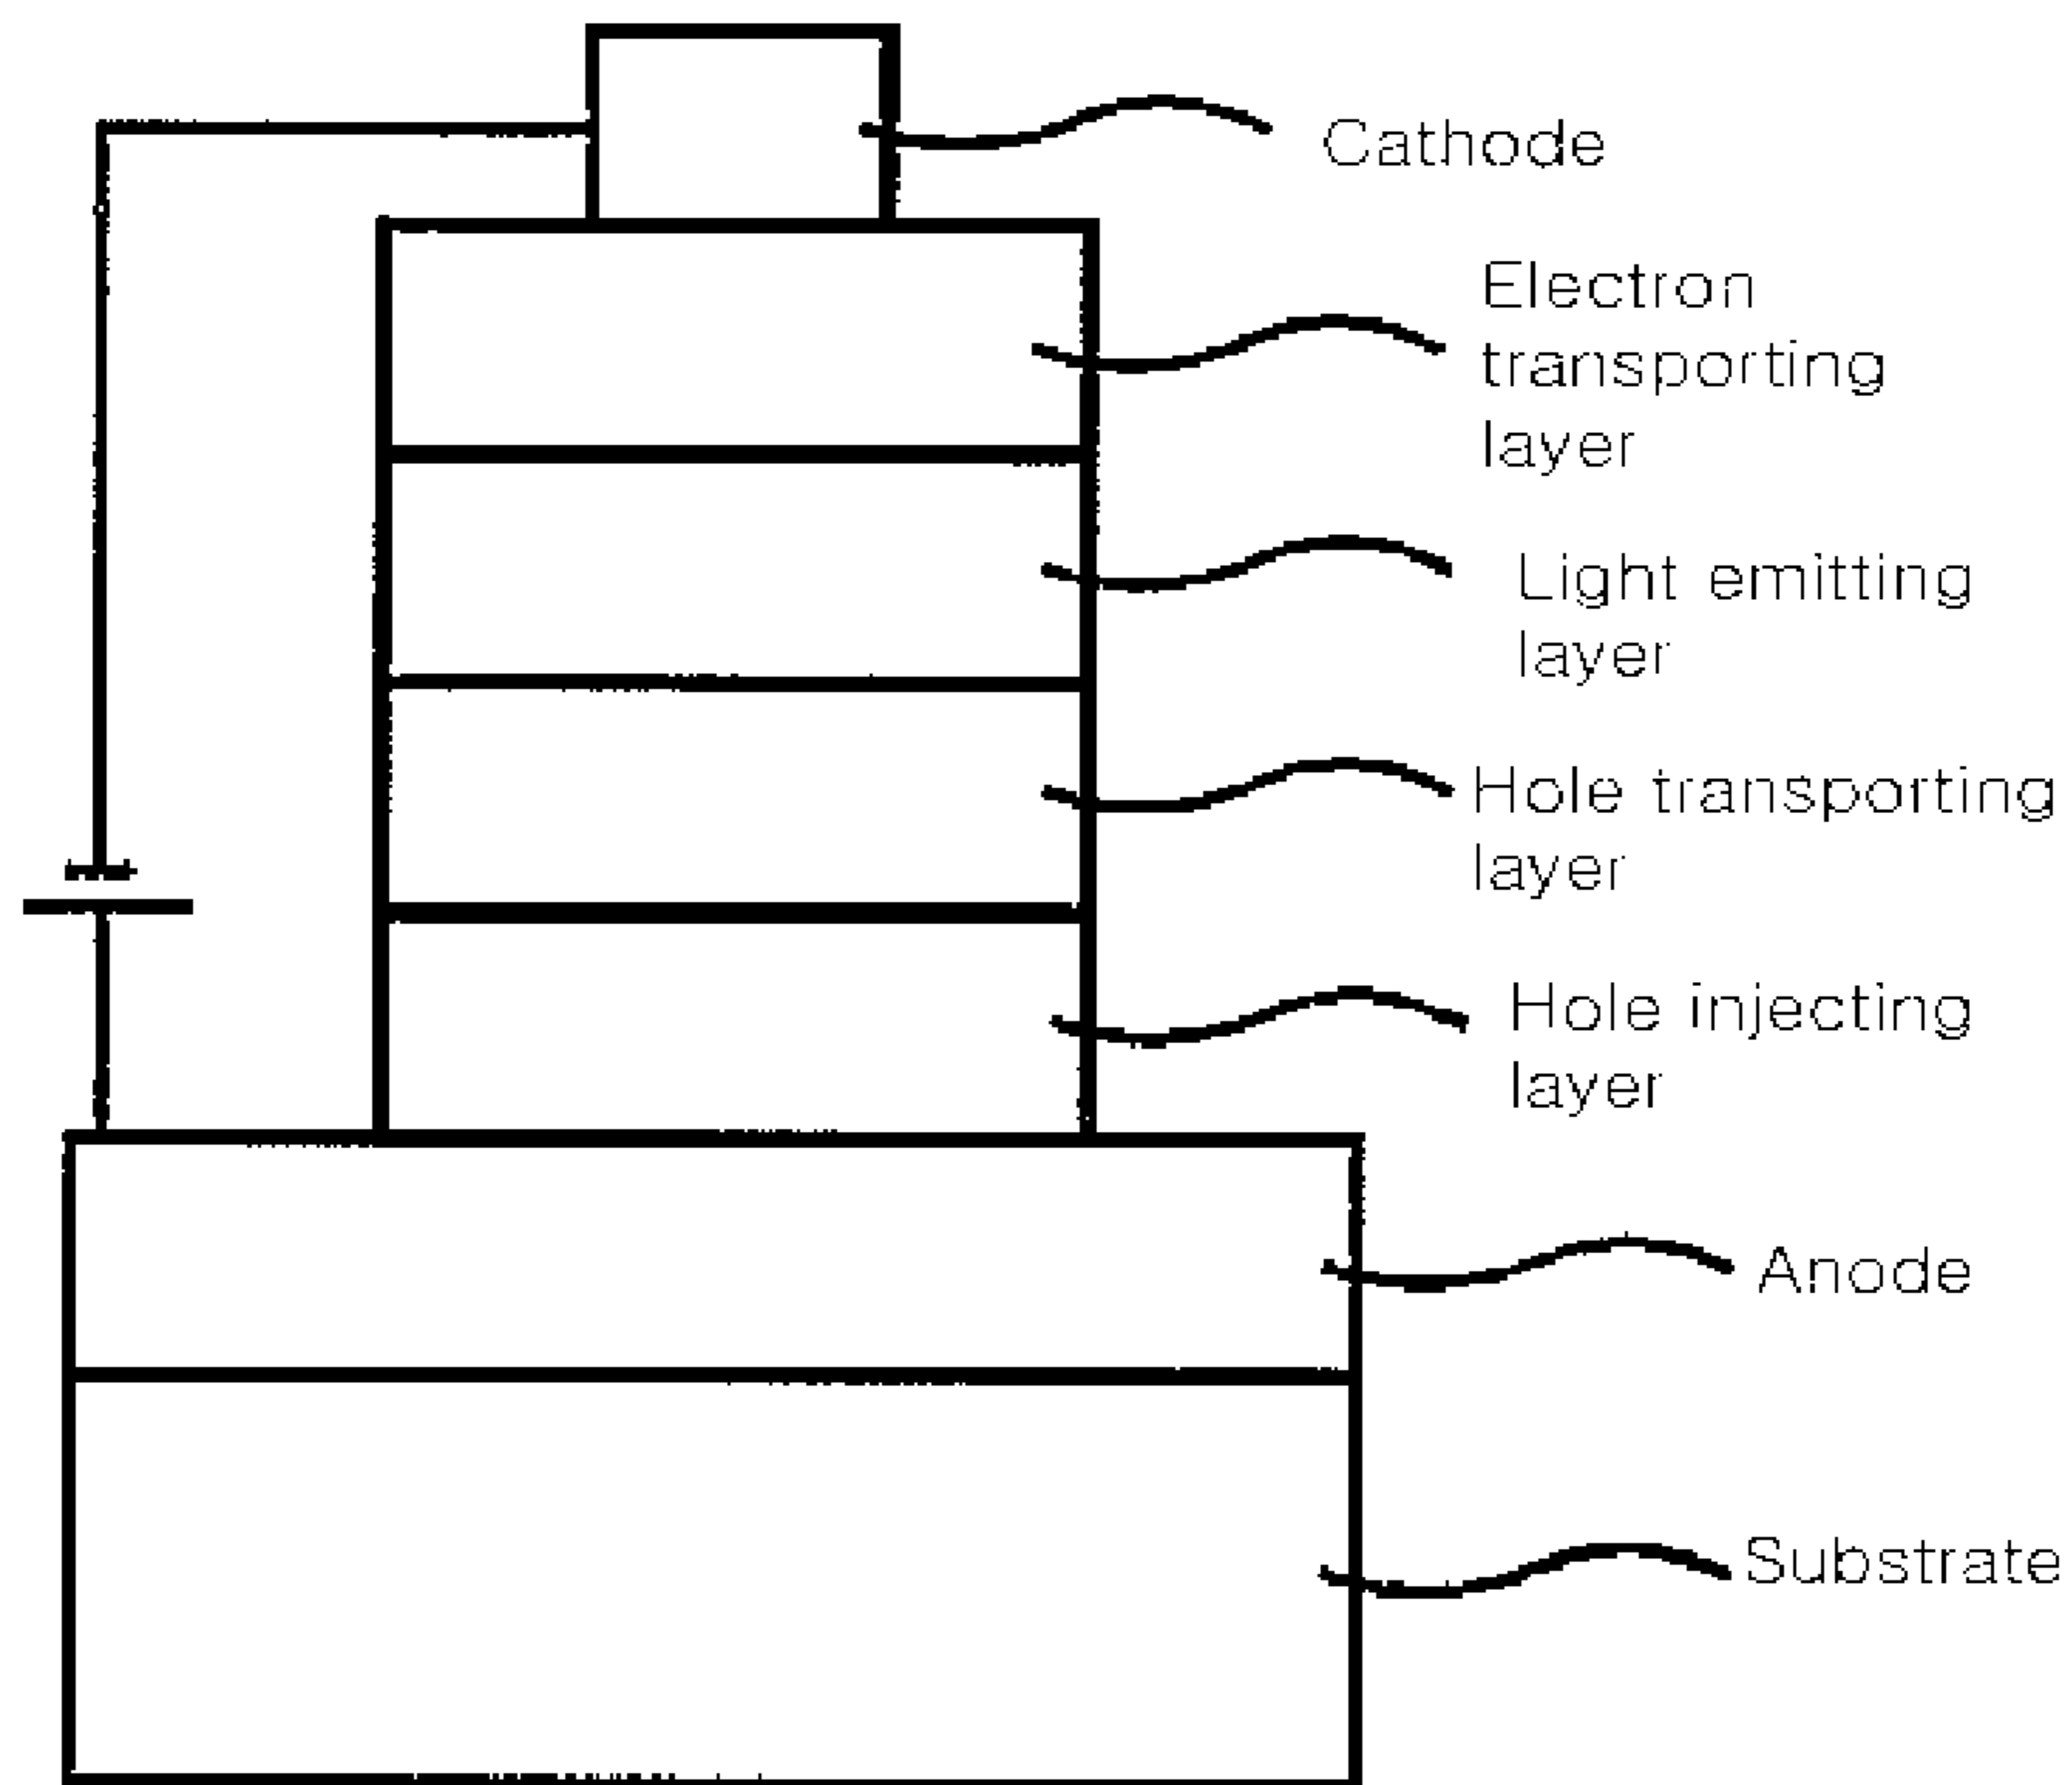 Cathode
Electron
transporting
layer
Light emitting
layer
Hole transporting
layer
Hole injecting
layer
Anode
Substrate